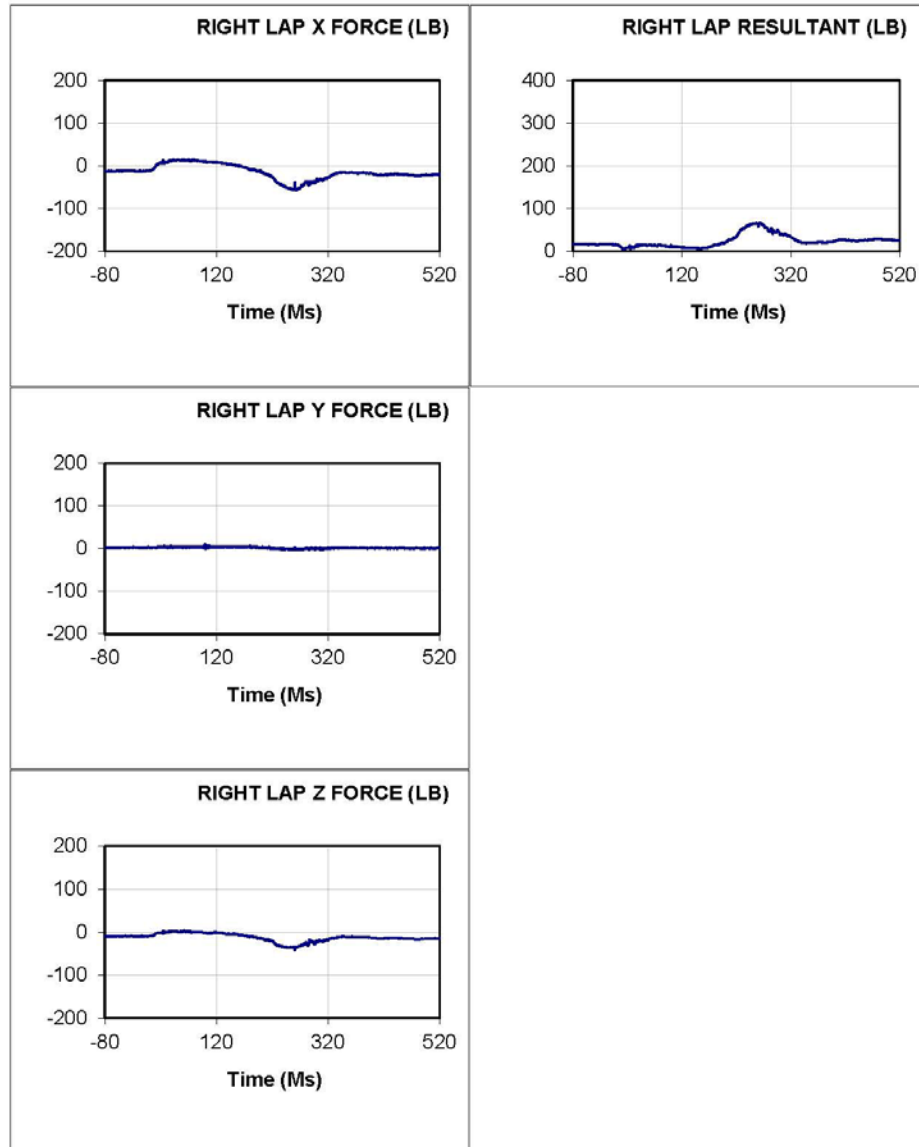 RIGHT LAP X FORCE (LB)
200
100
0
-100
-200
-80 120 320 520
Time (Ms)
RIGHT LAP RESULTANT (LB)
400
300
200
100
0
-80 120 320 520
Time (Ms)
RIGHT LAP Y FORCE (LB)
200
100
0
-100
-200
-80 120 320 520
Time (Ms)
RIGHT LAP Z FORCE (LB)
200
100
0
-100
-200
-80 120 320 520
Time (Ms)